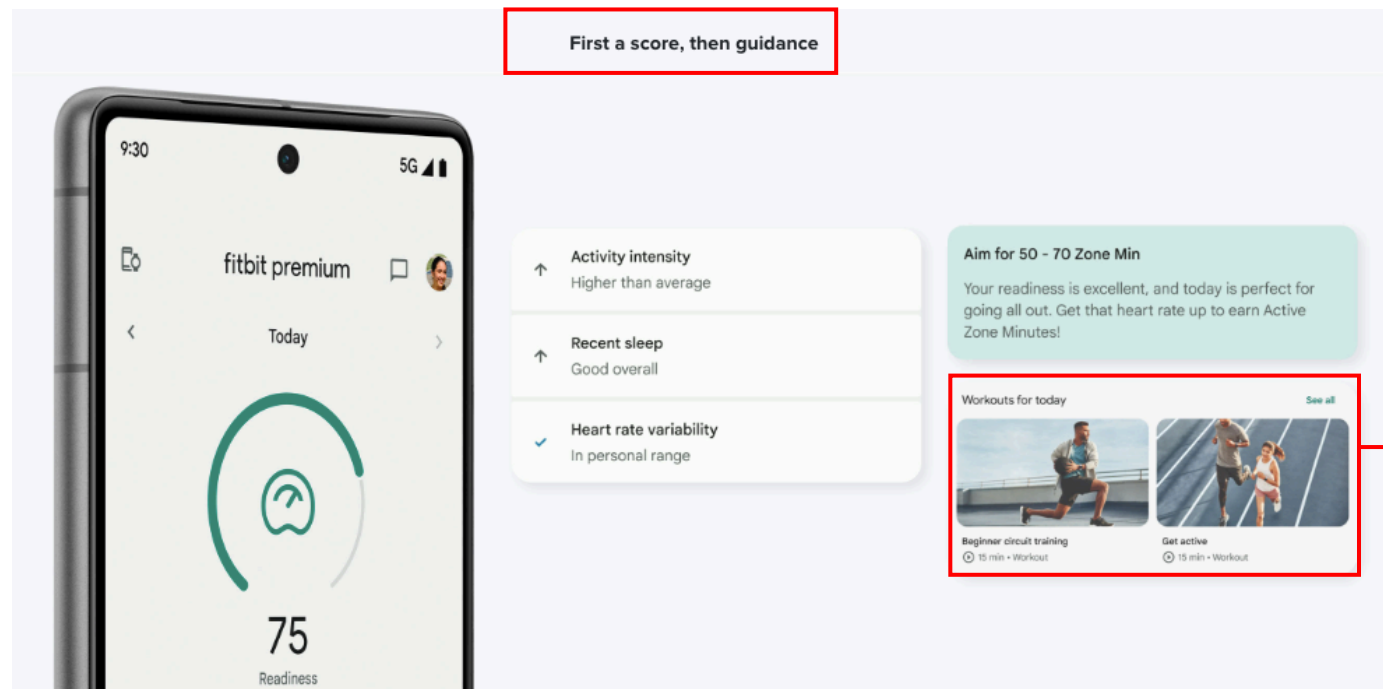 First a score, then guidance
9:30
5G
fitbit premium
Today
75
Readiness
Activity intensity
Higher than average
Recent sleep
Good overall
Heart rate variability
In personal range
Aim for 50 - 70 Zone Min
Your readiness is excellent, and today is perfect for
going all out. Get that heart rate up to earn Active
Zone Minutes!
Workouts for today
See all
Beginner circuit training
15 min • Workout
Get active
15 min • Workout